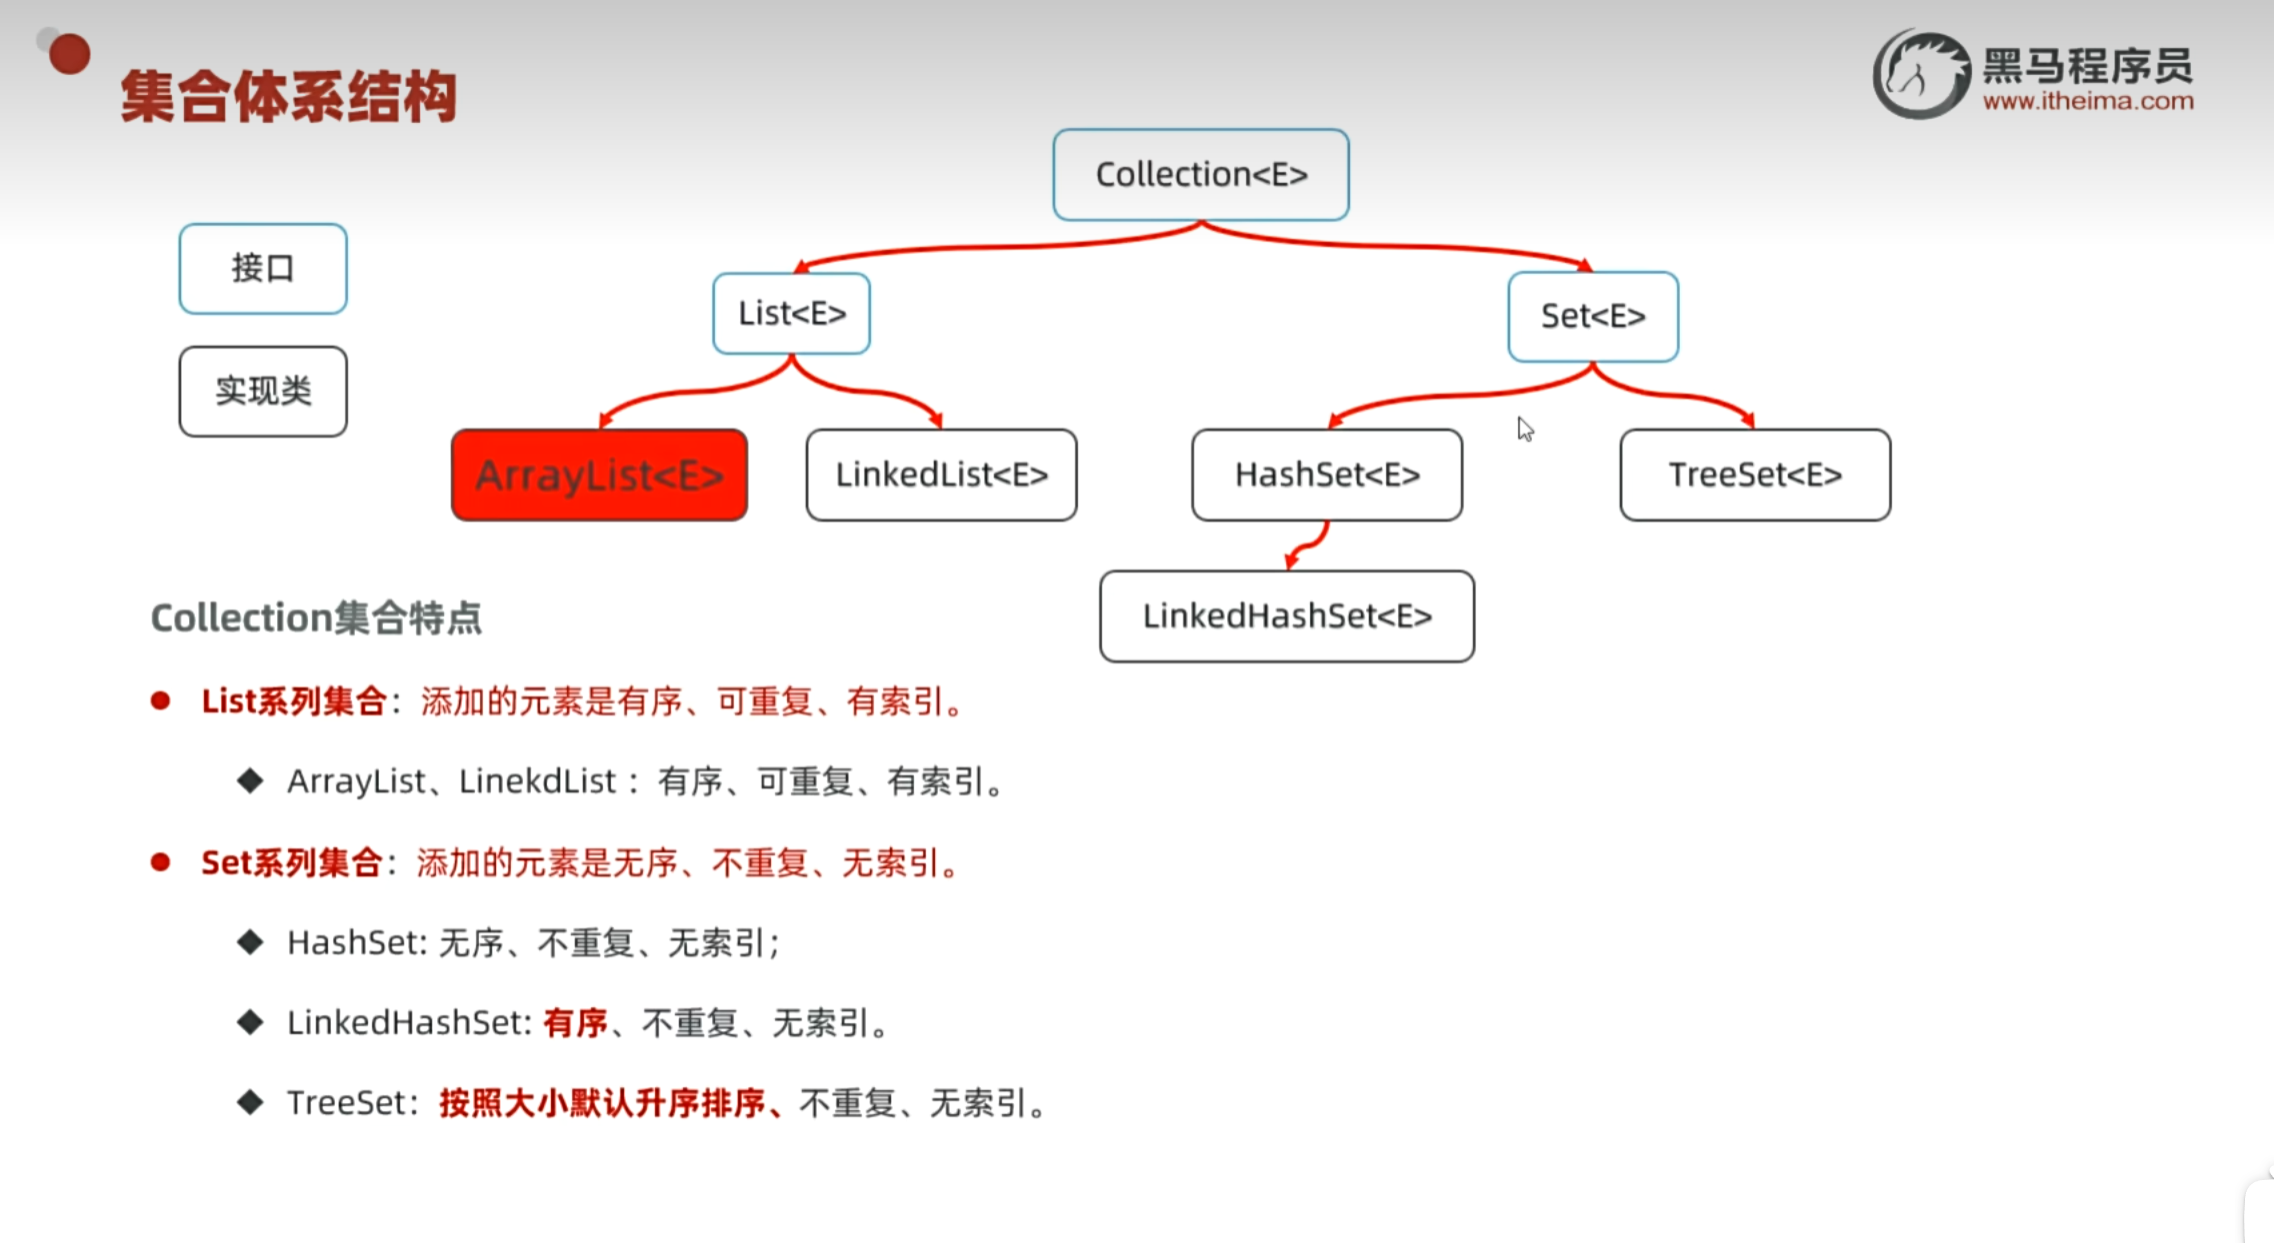 集合体系结构
黑马程序员
www.itheima.com
Collection<E>
接口
List<E>
Set<E>
实现类
ArrayList<E>
LinkedList<E>
HashSet<E>
TreeSet<E>
LinkedHashSet<E>
Collection集合特点
List系列集合：添加的元素是有序、可重复、有索引。
ArrayList、LinekdList ：有序、可重复、有索引。
Set系列集合：添加的元素是无序、不重复、无索引。
HashSet: 无序、不重复、无索引；
LinkedHashSet: 有序、不重复、无索引。
TreeSet：按照大小默认升序排序、不重复、无索引。